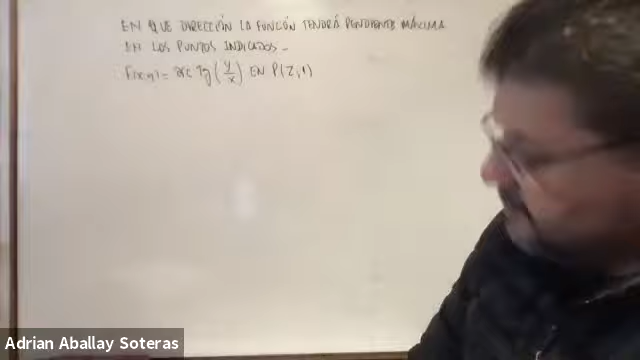 EN QUE DIRECCIÓN LA FUNCIÓN TENDRÁ PENDIENTE MÁXIMA
EN LOS PUNTOS INDICADOS -
F(x,y) = arc Tg (y/x) EN P(2,1)
Adrian Aballay Soteras